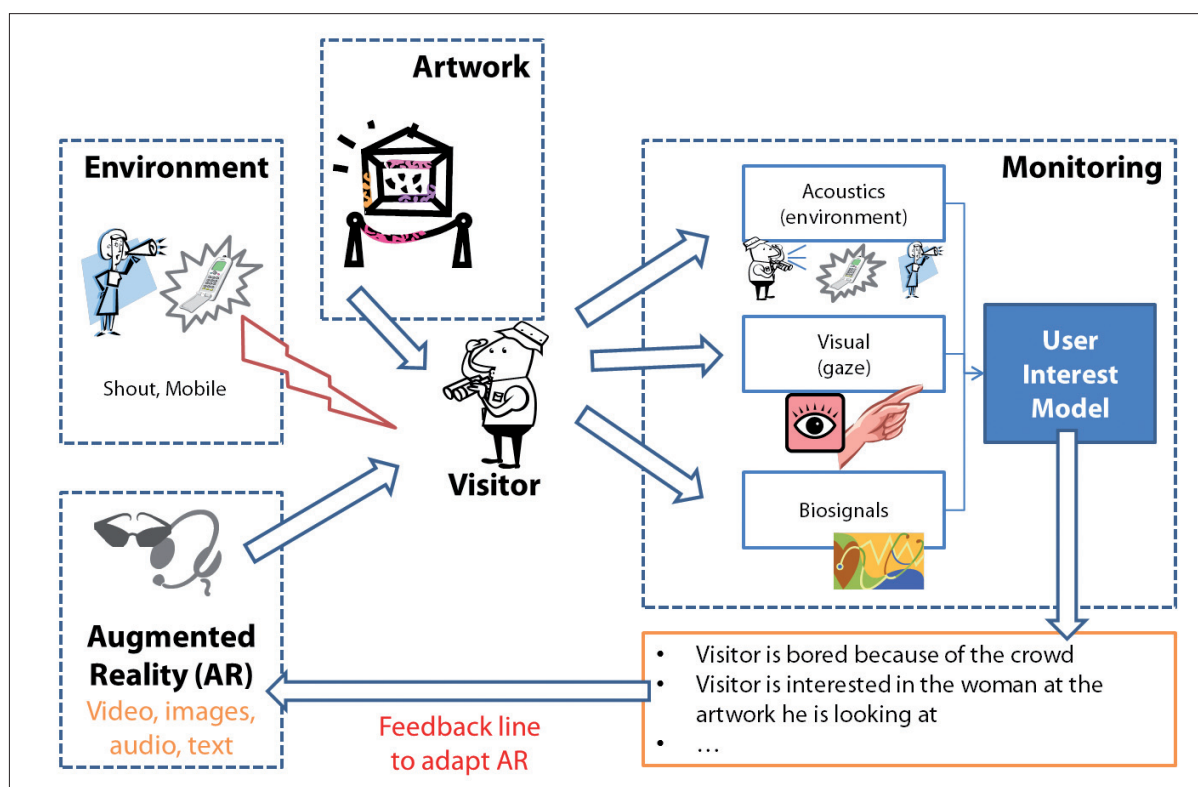 Artwork
Environment
Shout, Mobile
Visitor
Monitoring
Acoustics
(environment)
Visual
(gaze)
Biosignals
User
Interest
Model
Augmented
Reality (AR)
Video, images,
audio, text
Feedback line
to adapt AR
• Visitor is bored because of the crowd
• Visitor is interested in the woman at the
artwork he is looking at
• …